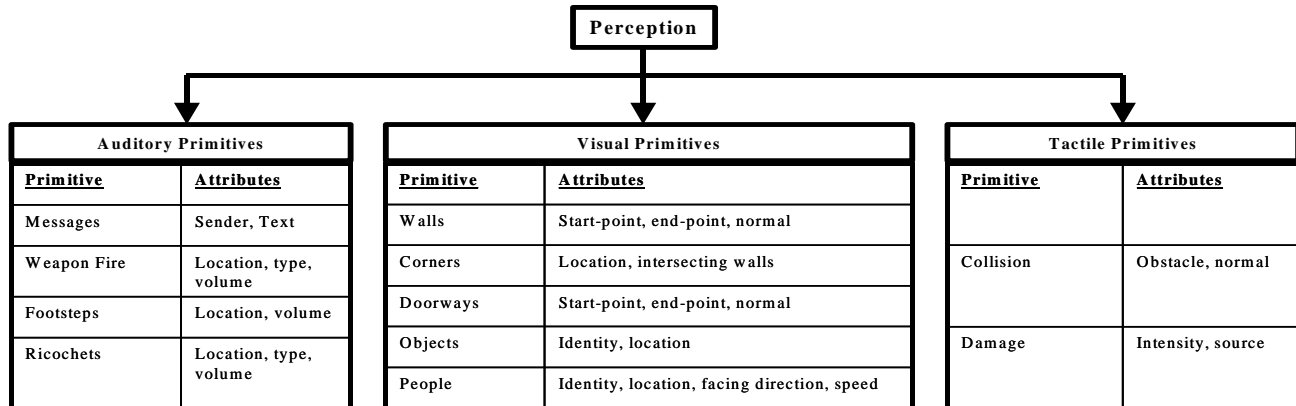 Perception
Auditory Primitives
Primitive Attributes
Messages Sender, Text
Weapon Fire Location, type,
volume
Footsteps Location, volume
Ricochets Location, type,
volume
Visual Primitives
Primitive Attributes
Walls Start-point, end-point, normal
Corners Location, intersecting walls
Doorways Start-point, end-point, normal
Objects Identity, location
People Identity, location, facing direction, speed
Tactile Primitives
Primitive Attributes
Collision Obstacle, normal
Damage Intensity, source